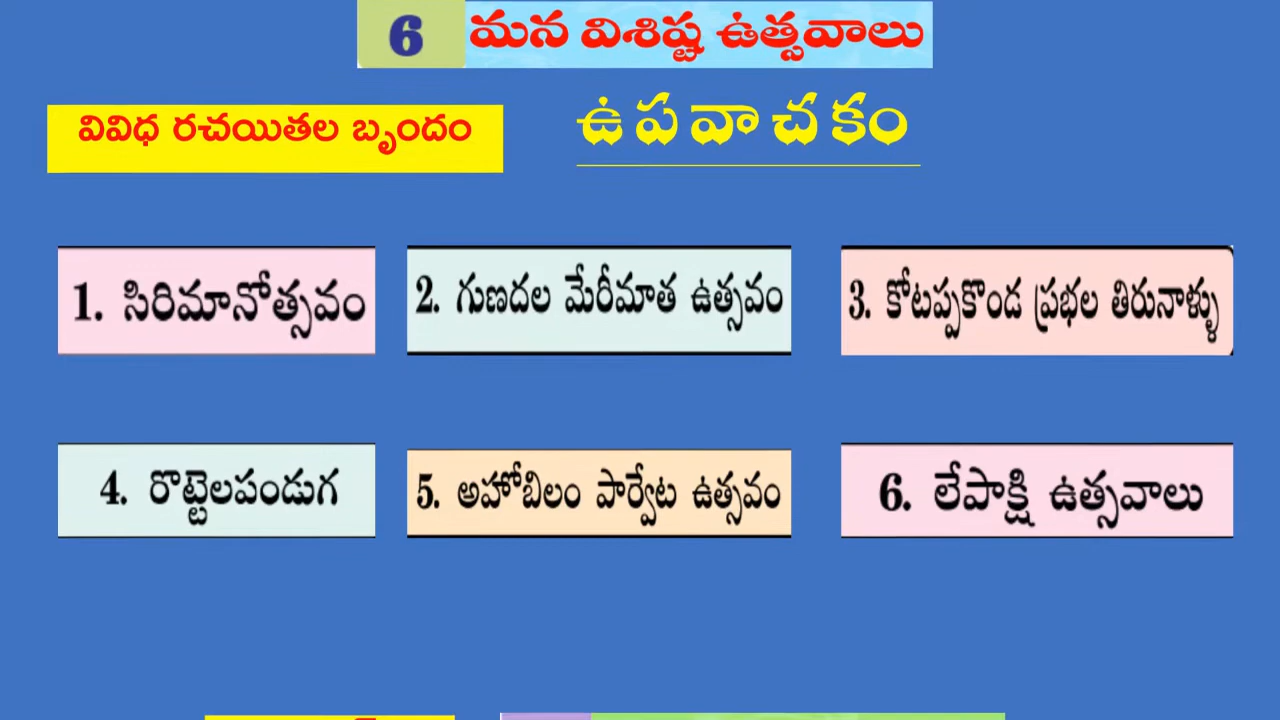 6 మన విశిష్ట ఉత్సవాలు
వివిధ రచయితల బృందం
ఉపవాచకం
1. సిరిమానోత్సవం
2. గుణదల మేరీమాత ఉత్సవం
3. కోటప్పకొండ ప్రభల తిరునాళ్ళు
4. రొట్టెలపండుగ
5. అహోబిలం పార్వేట ఉత్సవం
6. లేపాక్షి ఉత్సవాలు